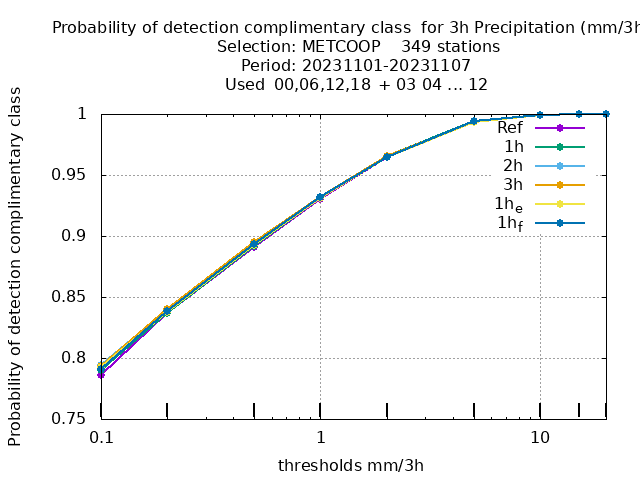 Probability of detection complimentary class  for 3h Precipitation (mm/3h
Selection: METCOOP    349 stations
Period: 20231101-20231107
Used  00,06,12,18  + 03 04 ... 12
Probability of detection complimentary class
1
0.95
0.9
0.85
0.8
0.75
0.1
1
10
thresholds mm/3h
Ref
1h
2h
3h
1he
1hf